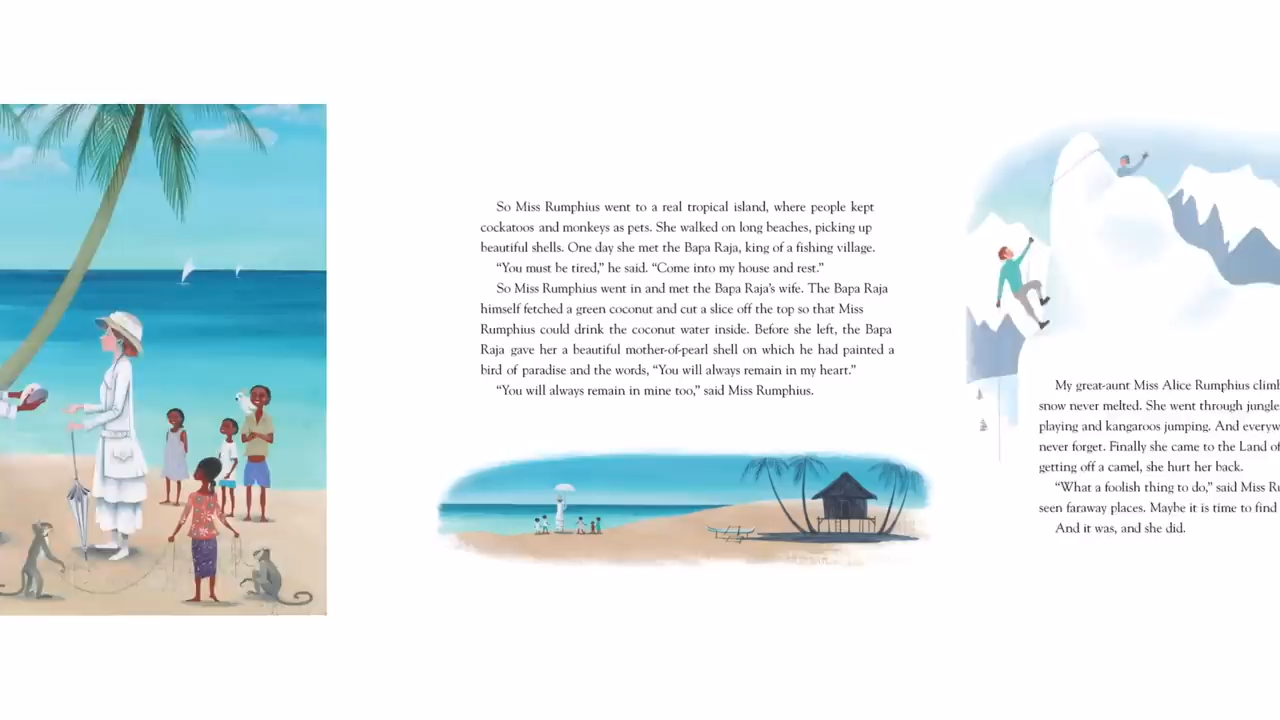 So Miss Rumphius went to a real tropical island, where people kept
cockatoos and monkeys as pets. She walked on long beaches, picking up
beautiful shells. One day she met the Bapa Raja, king of a fishing village.
“You must be tired,” he said. “Come into my house and rest.”
So Miss Rumphius went in and met the Bapa Raja’s wife. The Bapa Raja
himself fetched a green coconut and cut a slice off the top so that Miss
Rumphius could drink the coconut water inside. Before she left, the Bapa
Raja gave her a beautiful mother-of-pearl shell on which he had painted a
bird of paradise and the words, “You will always remain in my heart.”
“You will always remain in mine too,” said Miss Rumphius.
My great-aunt Miss Alice Rumphius
snow never melted. She went through
playing and kangaroos jumping. And
never forget. Finally she came to the Land
getting off a camel, she hurt her back.
“What a foolish thing to do,” said Miss
seen faraway places. Maybe it is time to find
And it was, and she did.